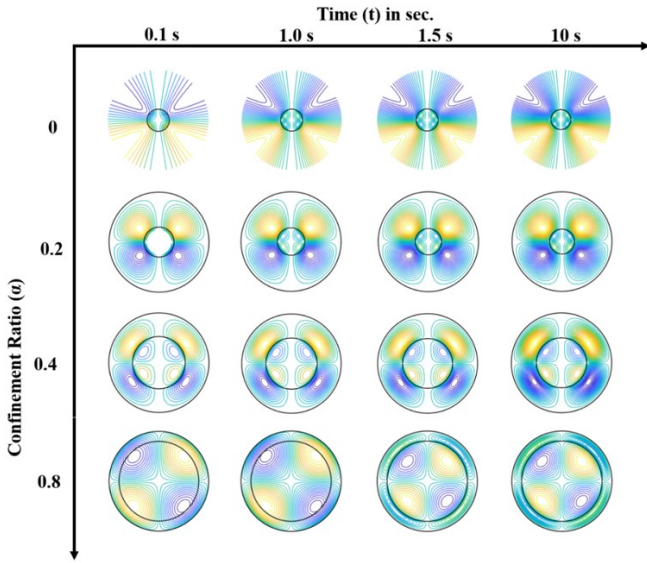 Time (t) in sec.
0.1 s 1.0 s 1.5 s 10 s
0
0.2
0.4
0.8
Confinement Ratio (α)